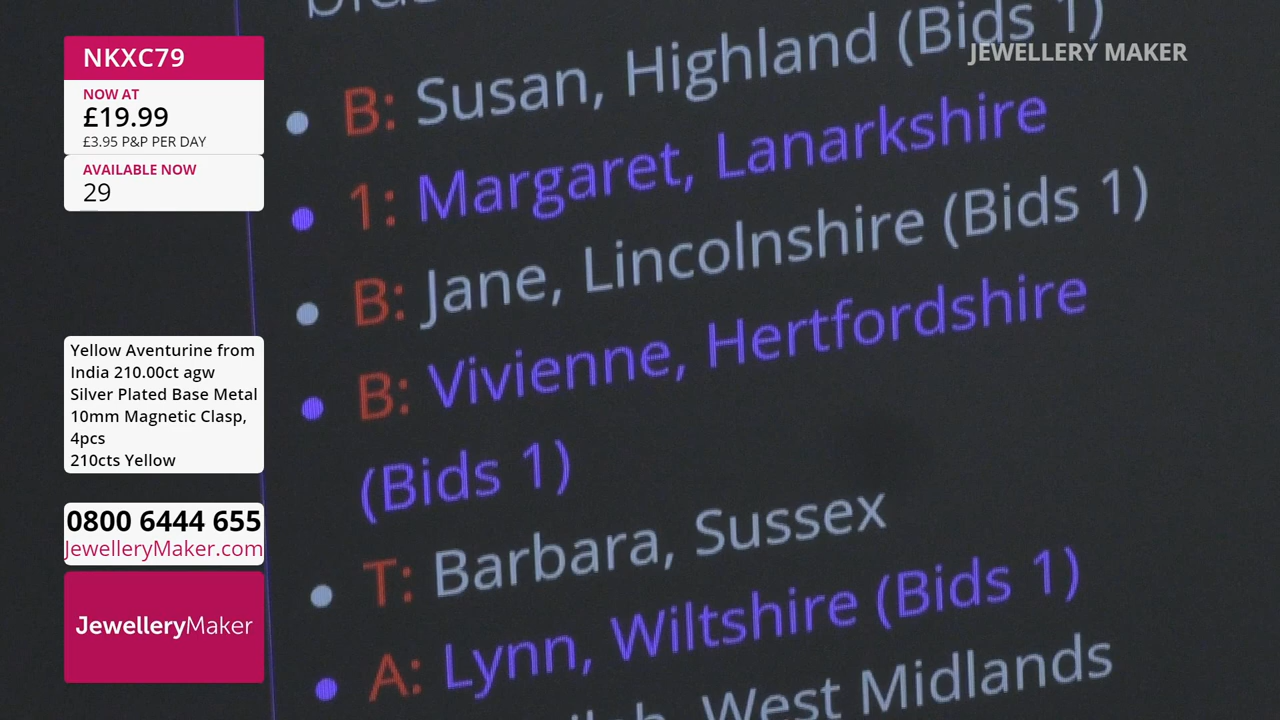 NKXC79
NOW AT
£19.99
£3.95 P&P PER DAY
AVAILABLE NOW
29
Yellow Aventurine from
India 210.00ct agw
Silver Plated Base Metal
10mm Magnetic Clasp,
4pcs
210cts Yellow
0800 6444 655
JewelleryMaker.com
JewelleryMaker
JEWELLERY MAKER
B: Susan, Highland (Bids 1)
1: Margaret, Lanarkshire
B: Jane, Lincolnshire (Bids 1)
B: Vivienne, Hertfordshire
(Bids 1)
T: Barbara, Sussex
A: Lynn, Wiltshire (Bids 1)
West Midlands